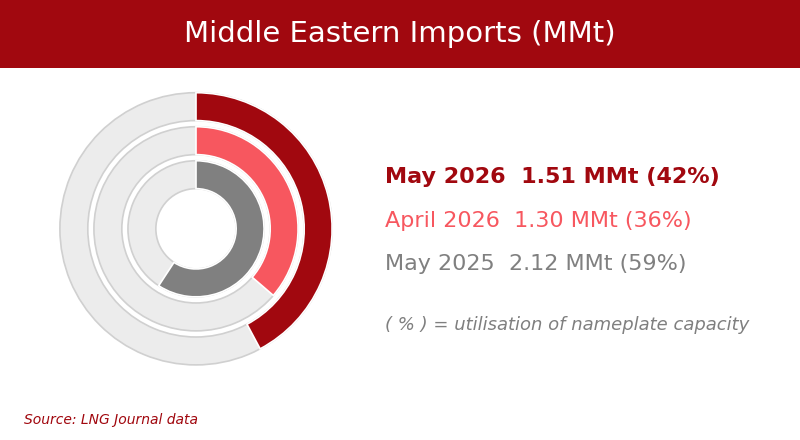 Middle Eastern Imports (MMt)
May 2026  1.51 MMt (42%)
April 2026  1.30 MMt (36%)
May 2025  2.12 MMt (59%)
( % ) = utilisation of nameplate capacity
Source: LNG Journal data